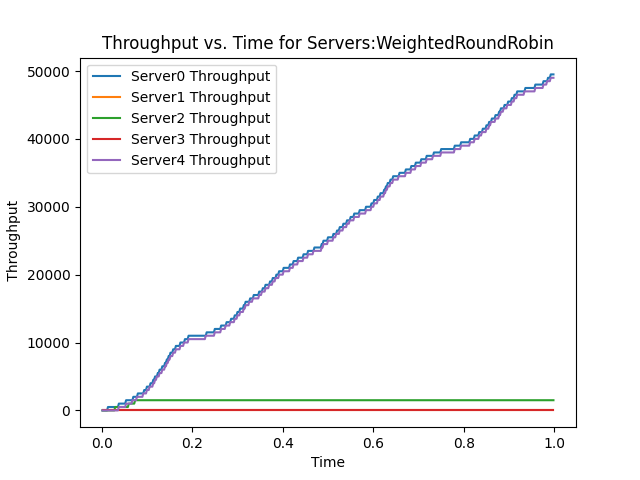 Throughput vs. Time for Servers:WeightedRoundRobin
Server0 Throughput
Server1 Throughput
Server2 Throughput
Server3 Throughput
Server4 Throughput
Throughput
50000
40000
30000
20000
10000
0
0.0 0.2 0.4 0.6 0.8 1.0
Time